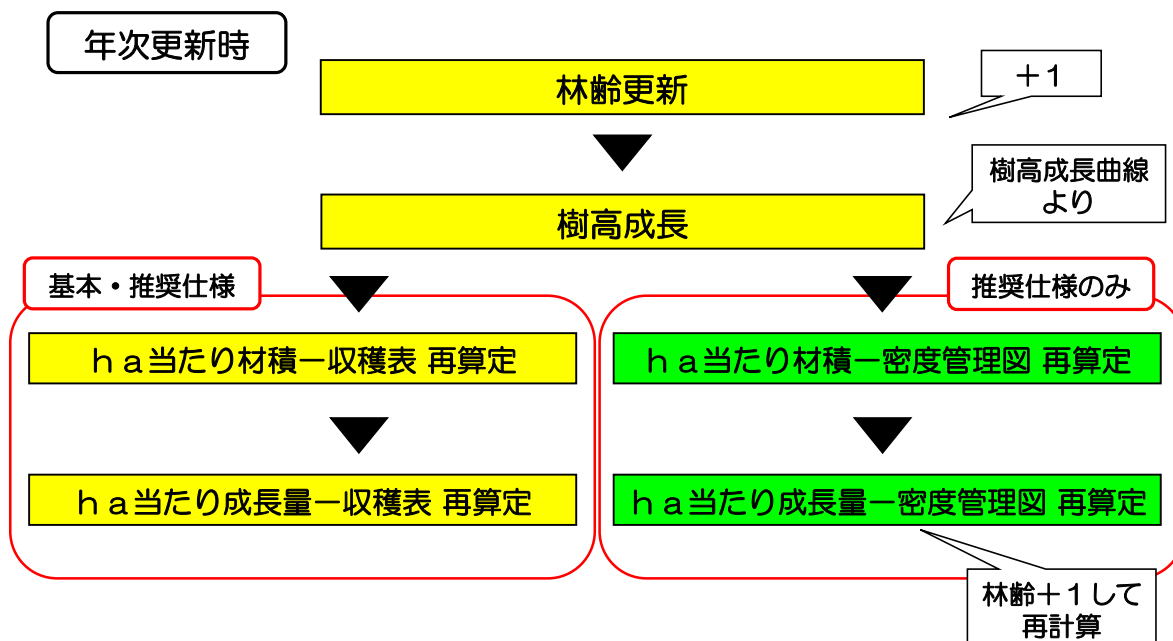 年次更新時
林齢更新
＋１
樹高成長曲線
より
樹高成長
基本・推奨仕様
推奨仕様のみ
ｈａ当たり材積－収穫表 再算定
ｈａ当たり材積－密度管理図 再算定
ｈａ当たり成長量－収穫表 再算定
ｈａ当たり成長量－密度管理図 再算定
林齢＋１して
再計算